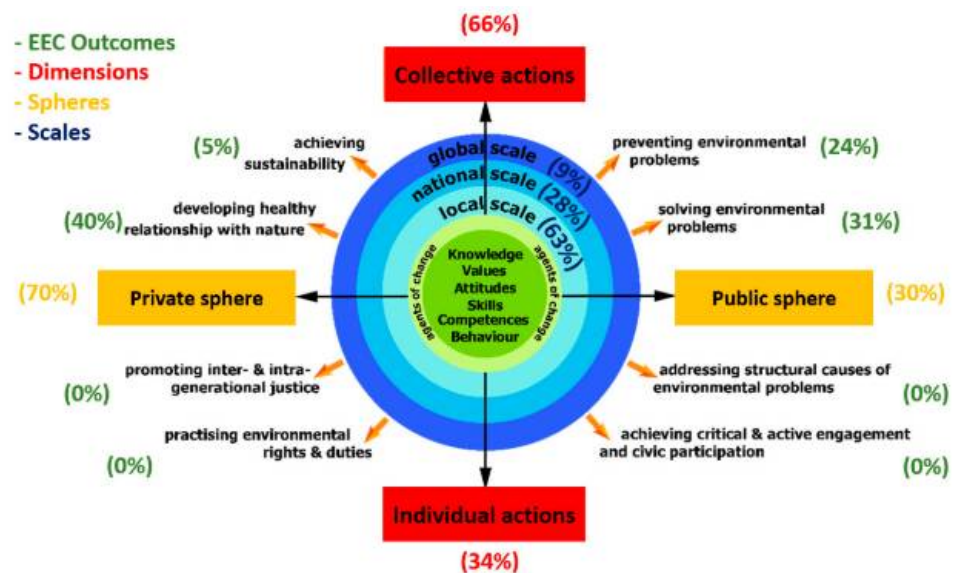 - EEC Outcomes
- Dimensions
- Spheres
- Scales
(66%)
Collective actions
(5%)
achieving
sustainability
global scale (9%)
national scale (28%)
local scale (63%)
preventing environmental
problems
(24%)
(40%)
developing healthy
relationship with nature
solving environmental
problems
(31%)
agents of change
Knowledge
Values
Attitudes
Skills
Competences
Behaviour
agents of change
(70%)
Private sphere
Public sphere
(30%)
promoting inter- & intra-
generational justice
(0%)
addressing structural causes of
environmental problems
(0%)
practising environmental
rights & duties
(0%)
achieving critical & active engagement
and civic participation
(0%)
Individual actions
(34%)